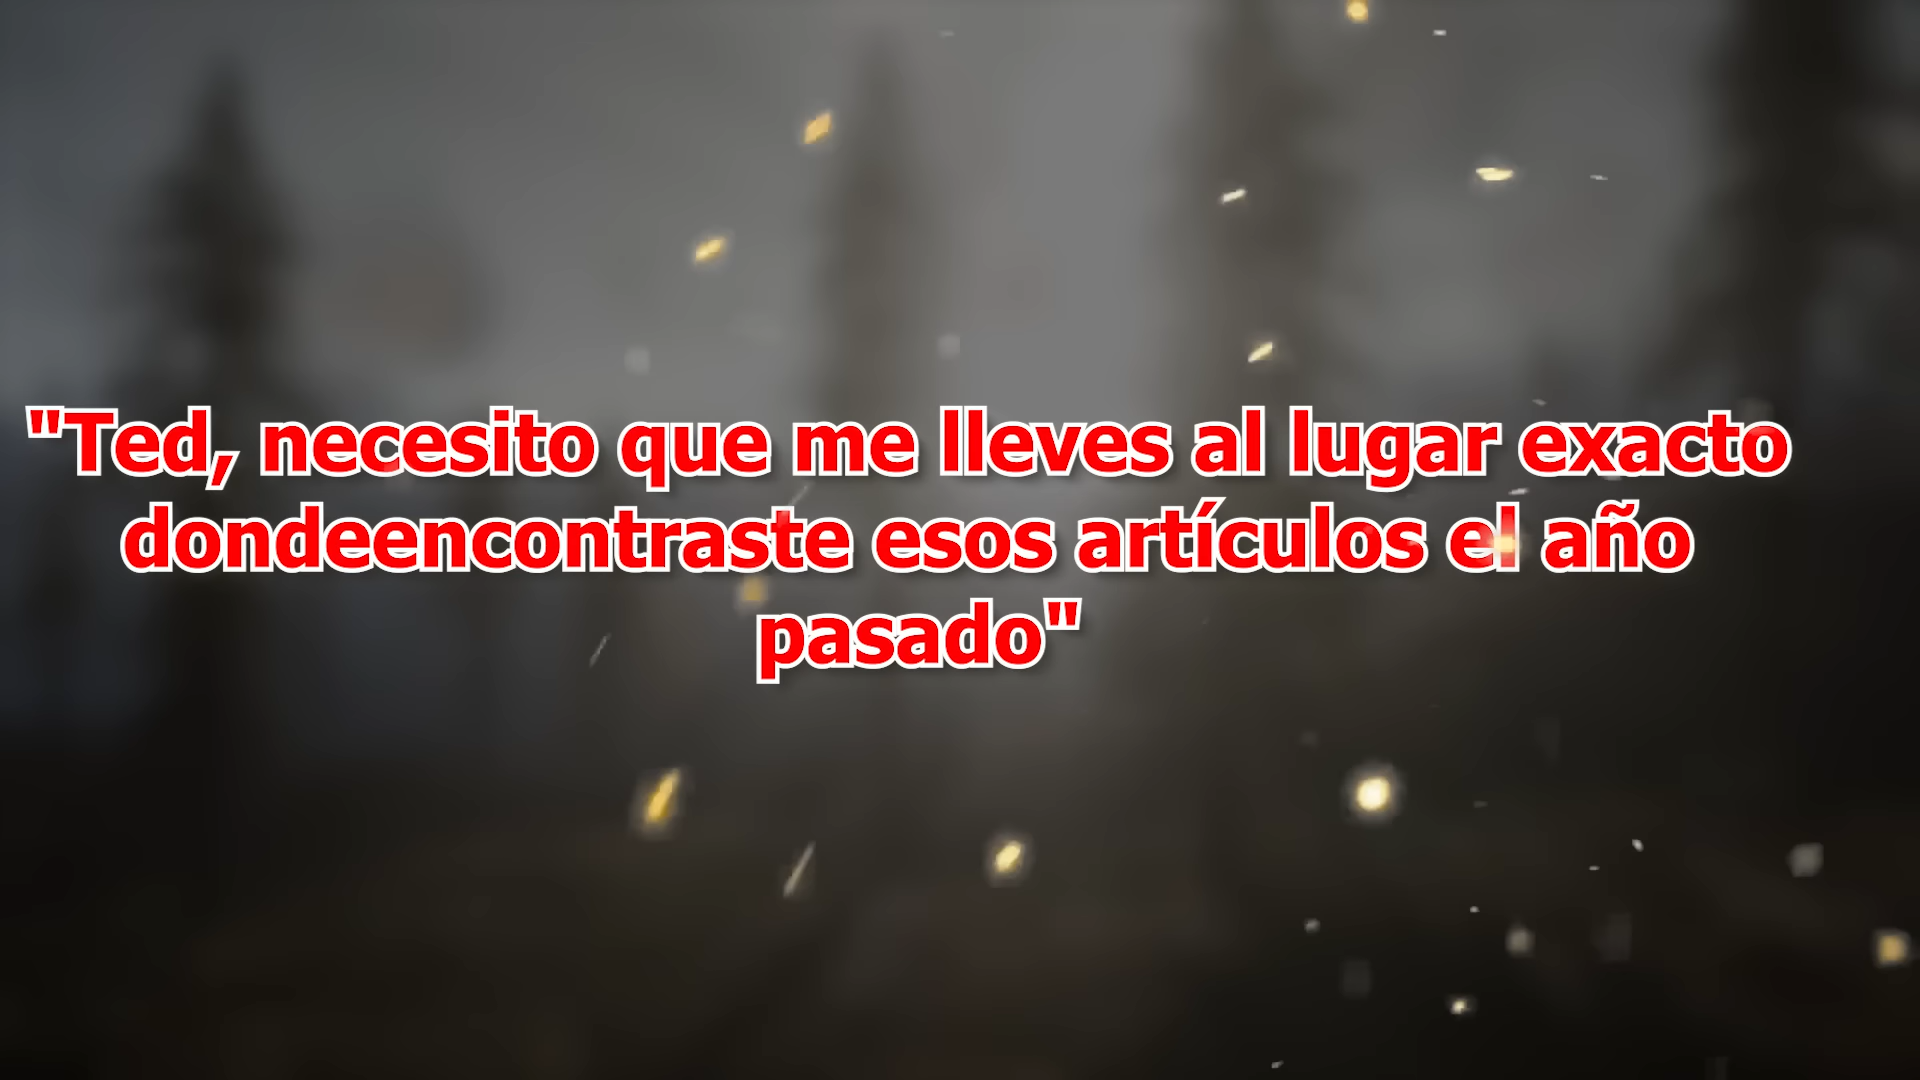 "Ted, necesito que me lleves al lugar exacto
dondeencontraste esos artículos el año
pasado"